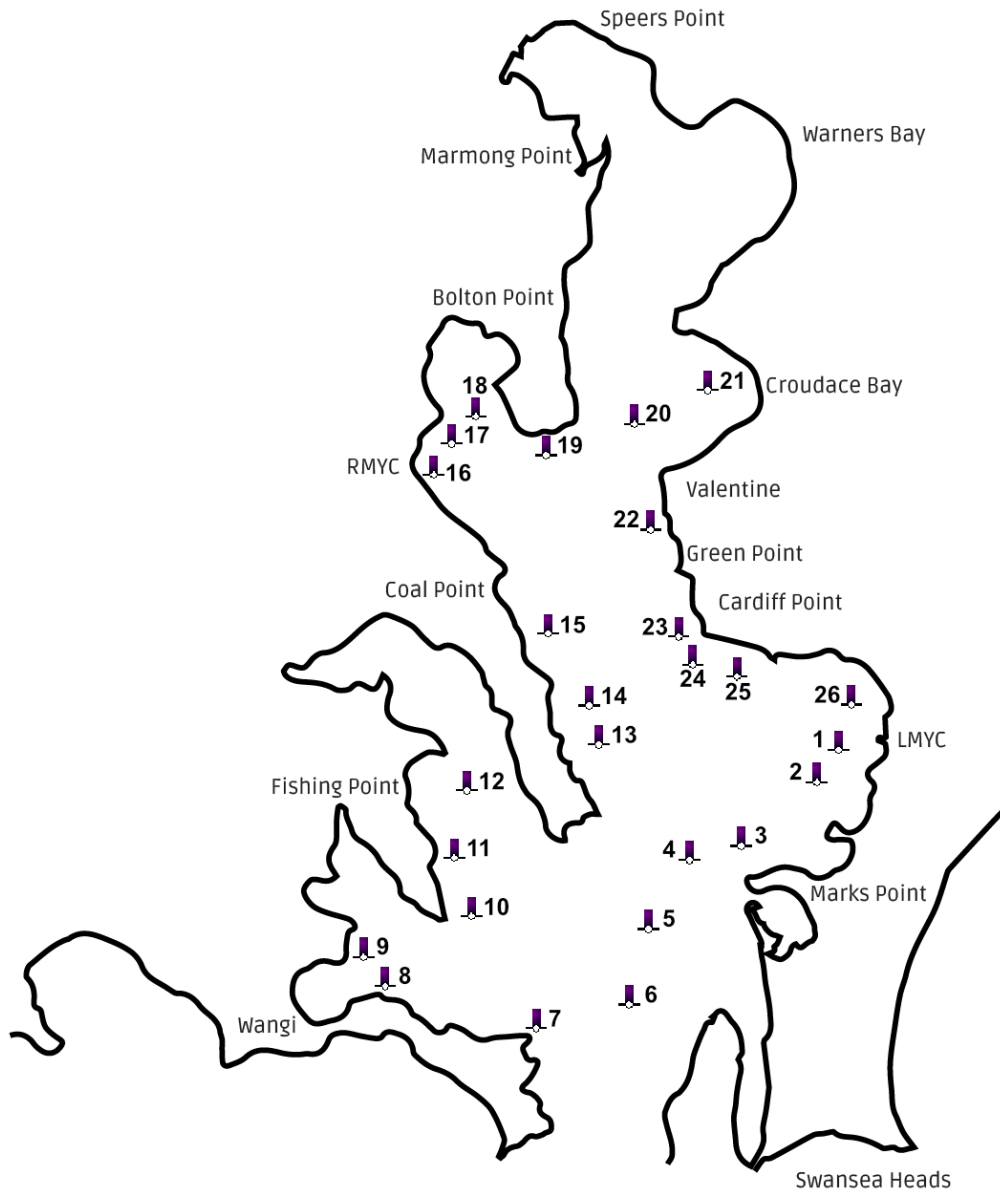 Speers Point
Warners Bay
Marmong Point
Bolton Point
21
Croudace Bay
18
20
17
19
RMYC
16
Valentine
22
Green Point
Coal Point
Cardiff Point
15
23
24
25
14
26
13
1
LMYC
2
12
Fishing Point
3
11
4
Marks Point
10
5
9
8
6
7
Wangi
Swansea Heads